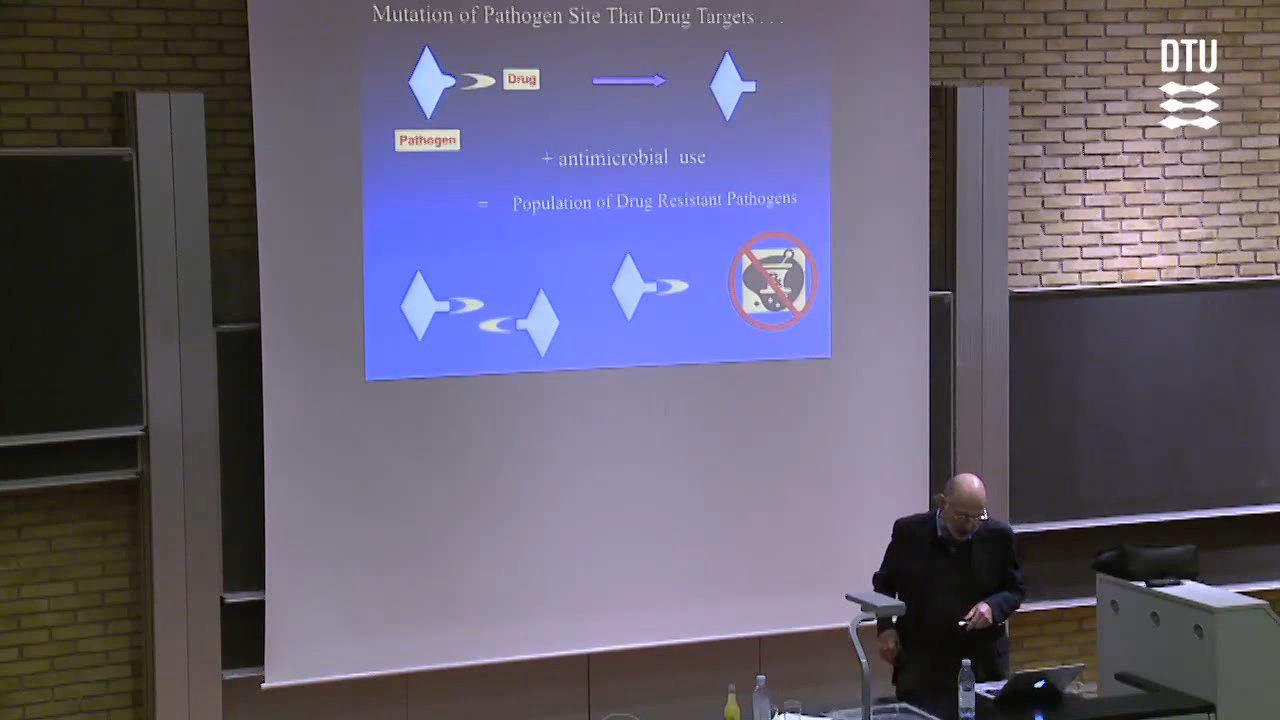 Mutation of Pathogen Site That Drug Targets . . .
Drug
Pathogen
+ antimicrobial use
= Population of Drug Resistant Pathogens
DTU